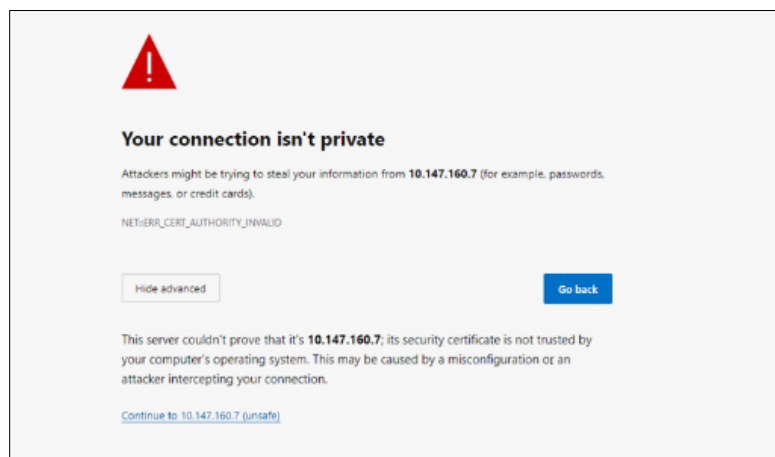 Your connection isn't private
Attackers might be trying to steal your information from 10.147.160.7 (for example, passwords,
messages, or credit cards).
NET::ERR_CERT_AUTHORITY_INVALID
Hide advanced
Go back
This server couldn't prove that it's 10.147.160.7; its security certificate is not trusted by
your computer's operating system. This may be caused by a misconfiguration or an
attacker intercepting your connection.
Continue to 10.147.160.7 (unsafe)